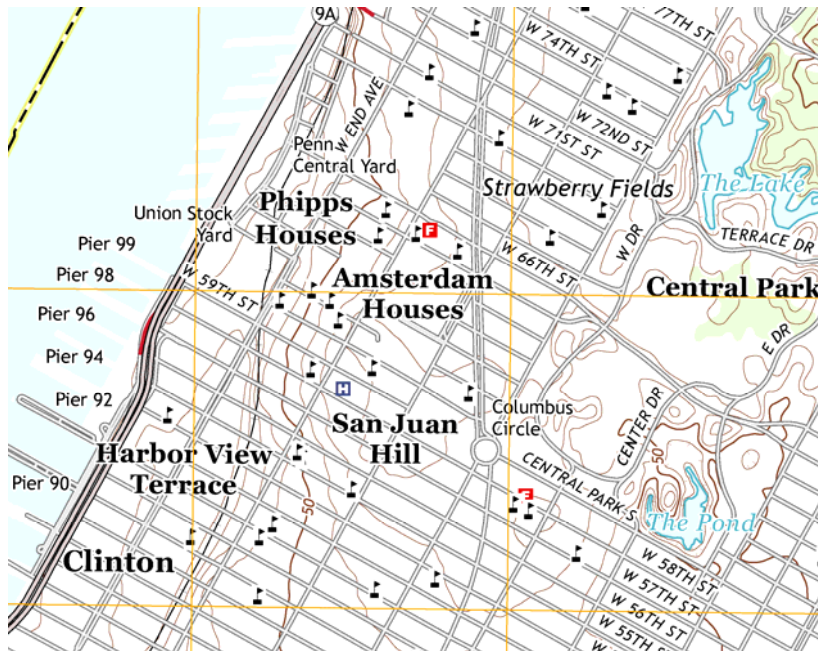 9A
77TH ST
W 74TH ST
W END AVE
W 72ND ST
W 71ST ST
Penn
Central Yard
Strawberry Fields
The Lake
Phipps
Houses
Union Stock
Yard
F
W DR
TERRACE DR
Pier 99
W 66TH ST
Pier 98
W 59TH ST
Amsterdam
Houses
Central Park
Pier 96
E DR
Pier 94
H
Pier 92
Columbus
Circle
CENTER DR
San Juan
Hill
Harbor View
Terrace
50
CENTRAL PARK S
Pier 90
F
50
The Pond
Clinton
W 58TH ST
W 57TH ST
W 56TH ST
W 55TH ST